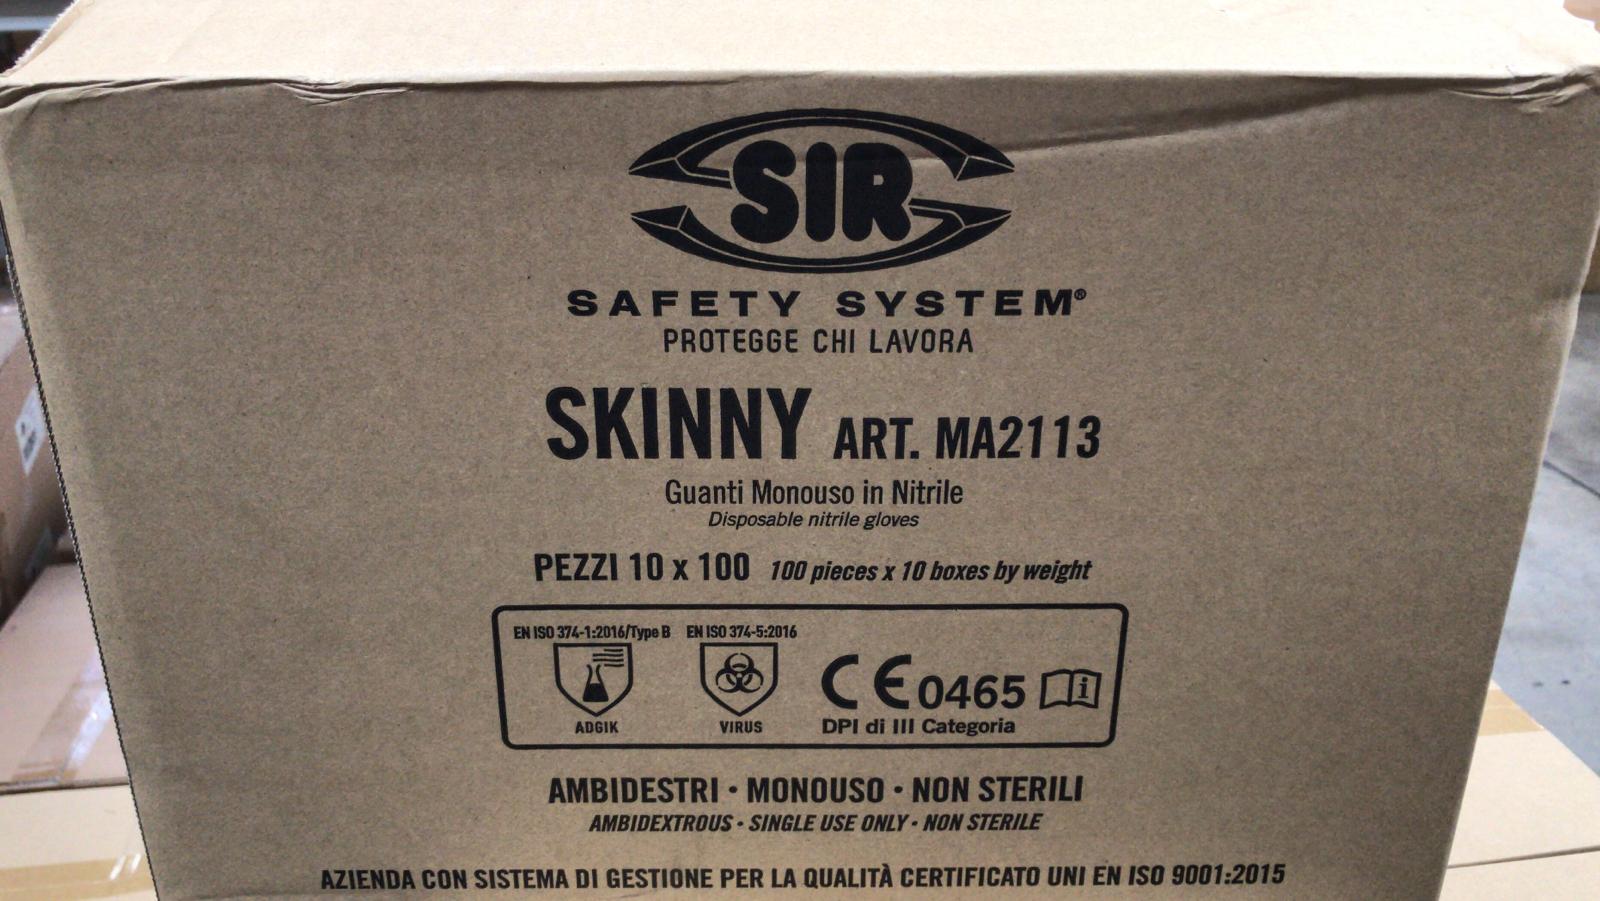 SIR
SAFETY SYSTEM®
PROTEGGE CHI LAVORA
SKINNY ART. MA2113
Guanti Monouso in Nitrile
Disposable nitrile gloves
PEZZI 10 x 100 100 pieces x 10 boxes by weight
EN ISO 374-1:2016/Type B EN ISO 374-5:2016
CE 0465 i
ADGIK VIRUS DPI di III Categoria
AMBIDESTRI • MONOUSO • NON STERILI
AMBIDEXTROUS • SINGLE USE ONLY • NON STERILE
AZIENDA CON SISTEMA DI GESTIONE PER LA QUALITÀ CERTIFICATO UNI EN ISO 9001:2015